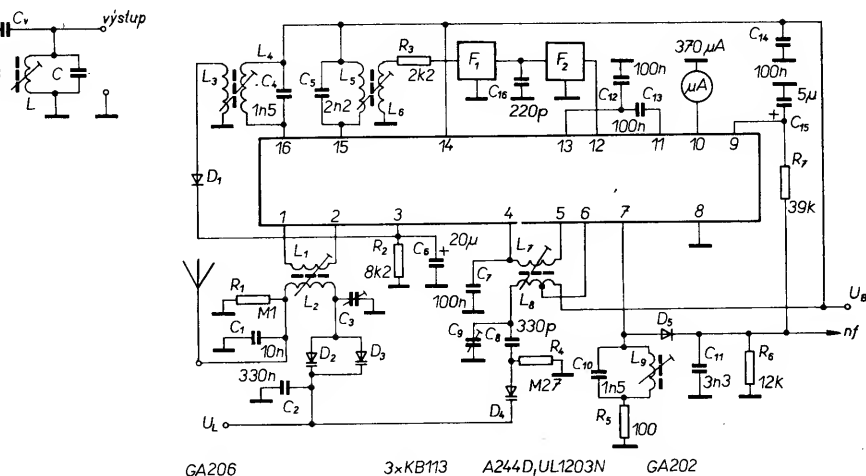 Cv výstup
L C
L3 L4 C4 1n5
C5 2n2 L5 L6
R3 2k2
F1 C16 220p F2
100n C12 C13 100n
370 µA µA
C14 100n
5µ + C15
R7 39k
16 15 14 13 12 11 10 9
D1
1 2 3 4 5 6 7 8
L1 L2
R2 8k2
C6 + 20µ
C7 100n
L7 L8
R1 M1
C1 10n
C3
D2 D3
330n C2
C9 C8 330p
R4 M27
D4
UL
D5
C10 1n5
L9
R5 100
C11 3n3
R6 12k
UB
nf
GA206 3×KB113 A244D,UL1203N GA202